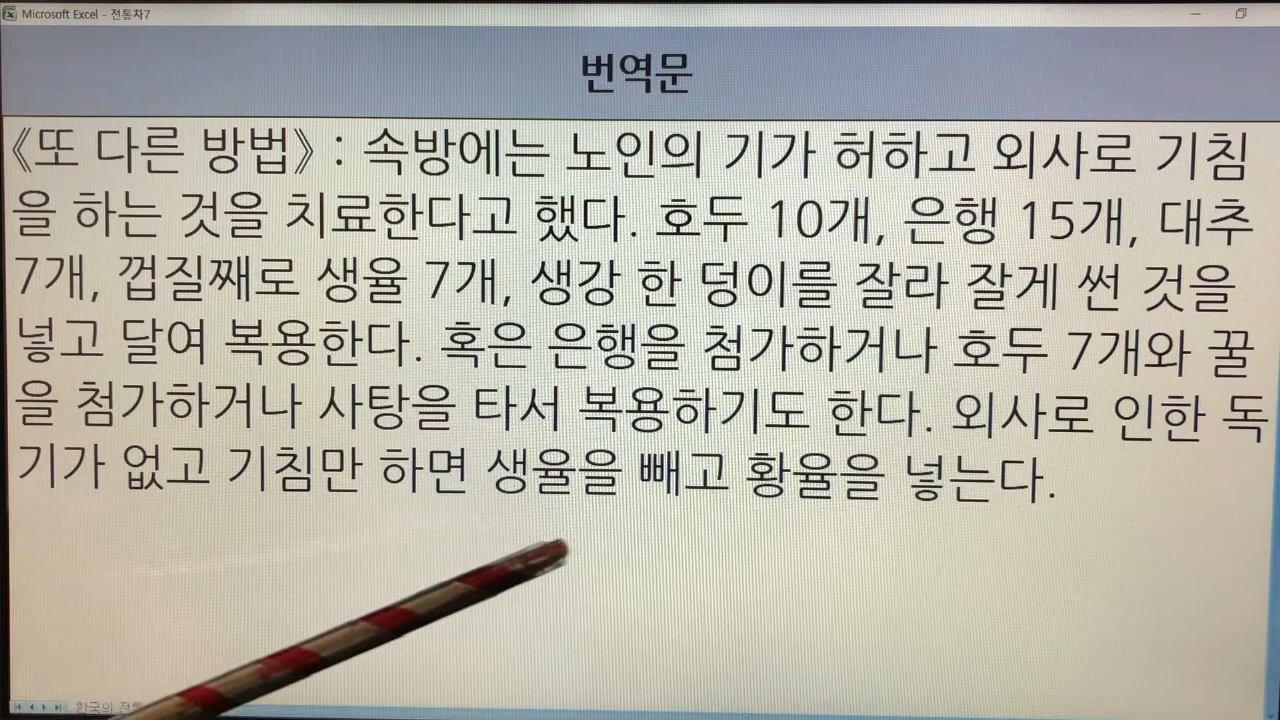 Microsoft Excel - 전통차7
번역문
《또 다른 방법》 : 속방에는 노인의 기가 허하고 외사로 기침
을 하는 것을 치료한다고 했다. 호두 10개, 은행 15개, 대추
7개, 껍질째로 생율 7개, 생강 한 덩이를 잘라 잘게 썬 것을
넣고 달여 복용한다. 혹은 은행을 첨가하거나 호두 7개와 꿀
을 첨가하거나 사탕을 타서 복용하기도 한다. 외사로 인한 독
기가 없고 기침만 하면 생율을 빼고 황율을 넣는다.
한국의